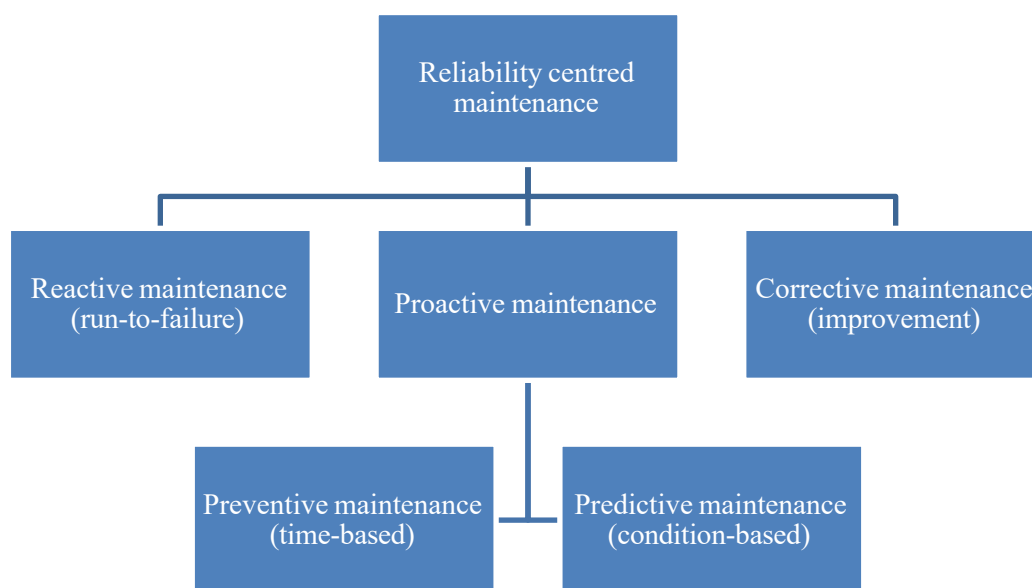 Reliability centred
maintenance
Reactive maintenance
(run-to-failure)
Proactive maintenance
Corrective maintenance
(improvement)
Preventive maintenance
(time-based)
Predictive maintenance
(condition-based)